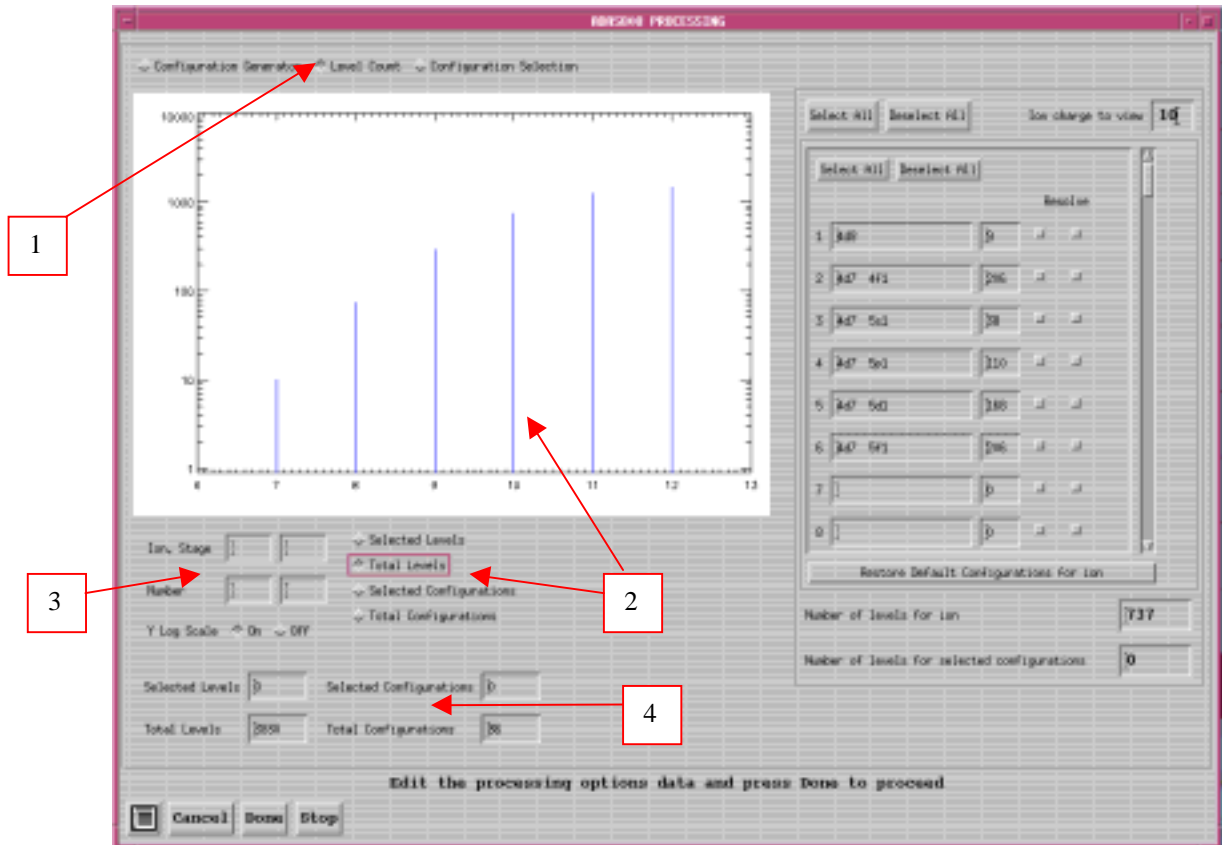 PROCESSING
Configuration Generator Level Count Configuration Selection
10000
1000
100
10
1
6 7 8 9 10 11 12 13
Select All Deselect All Ion charge to view 10
Select All Deselect All
Resolve
1 4d8 9
2 4d7 4f1 206
3 4d7 5s1 38
4 4d7 5p1 110
5 4d7 5d1 168
6 4d7 5f1 206
7 0
8 0
Restore Default Configurations for ion
Number of levels for ion 737
Number of levels for selected configurations 0
Ion. Stage
Number
Y Log Scale On Off
Selected Levels
Total Levels
Selected Configurations
Total Configurations
Selected Levels 0 Selected Configurations 0
Total Levels Total Configurations
Edit the processing options data and press Done to proceed
Cancel Done Stop
1
2
3
4